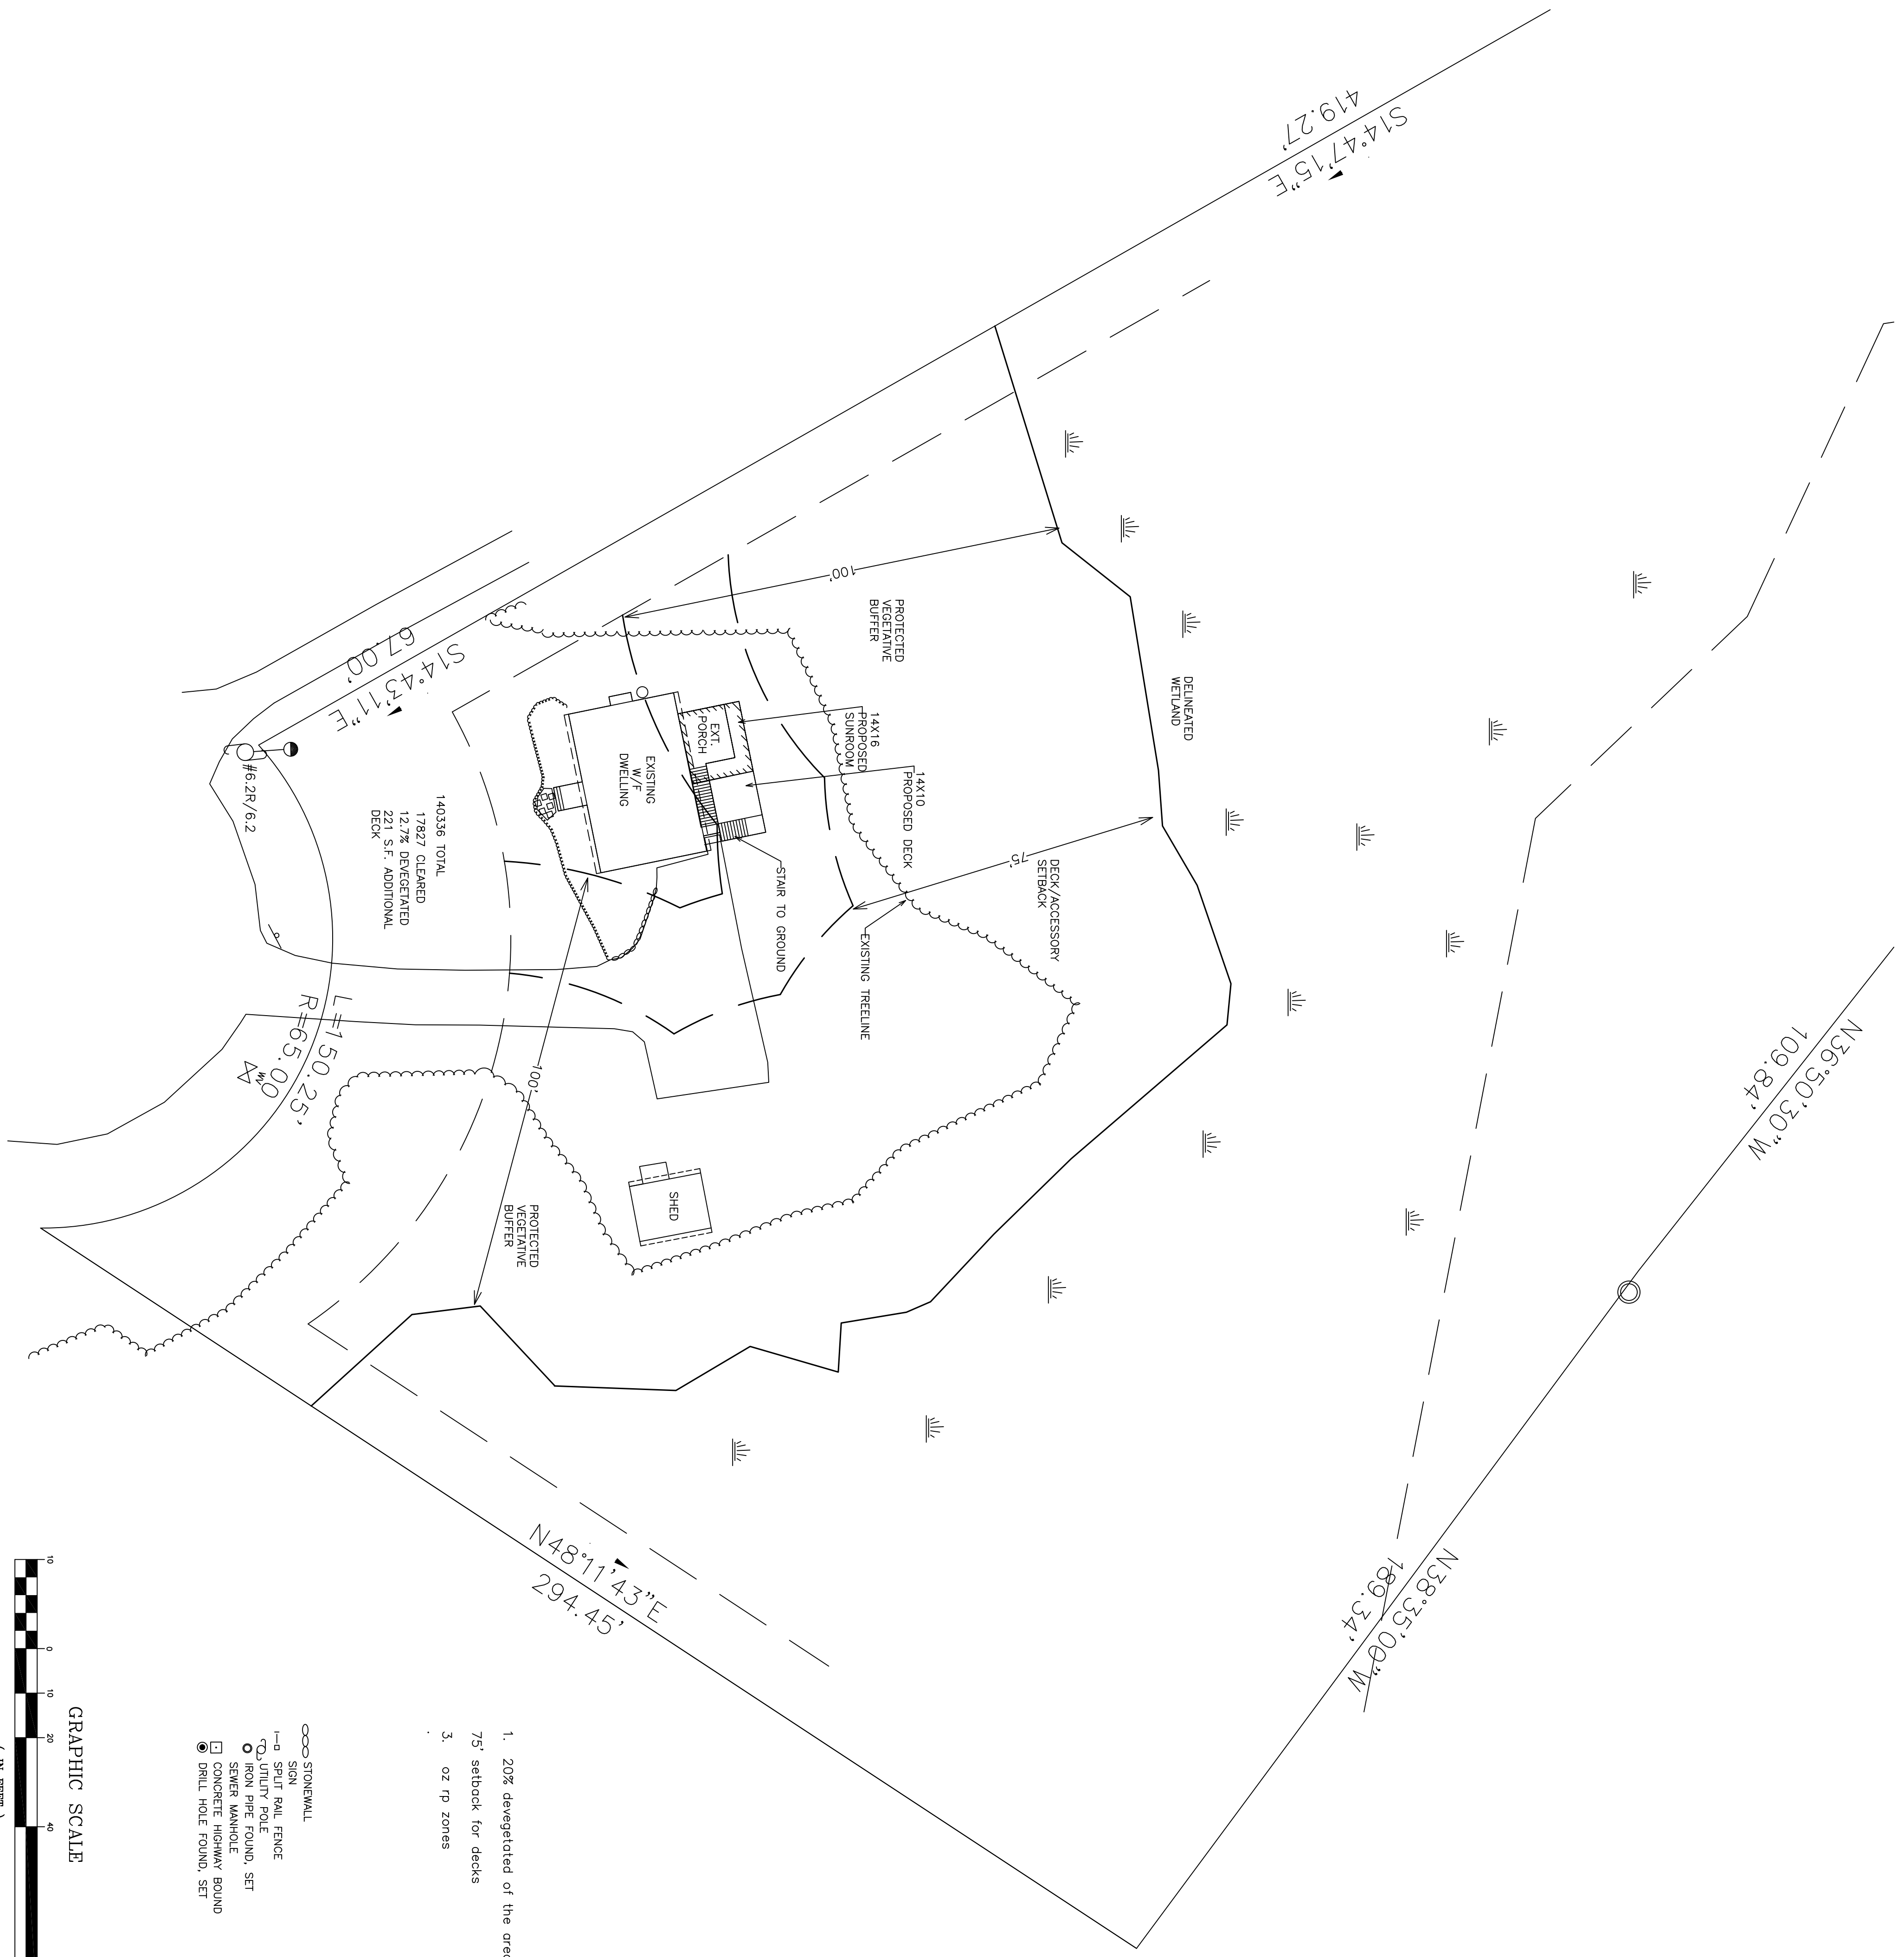 419.27'
S14°47'15"E
67.00'
S14°43'11"E
N36°50'30"W
109.84'
N38°35'00"W
189.34'
N48°11'43"E
294.45'
L=150.25'
R=65.00
W
#6.2R/6.2
100'
PROTECTED
VEGETATIVE
BUFFER
DELINEATED
WETLAND
14X16
PROPOSED
SUNROOM
14X10
PROPOSED DECK
75'
DECK/ACCESSORY
SETBACK
EXT.
PORCH
EXISTING
W/F
DWELLING
STAIR TO GROUND
EXISTING TREELINE
140336 TOTAL
17827 CLEARED
12.7% DEVEGETATED
221 S.F. ADDITIONAL
DECK
100'
SHED
PROTECTED
VEGETATIVE
BUFFER
1. 20% devegetated of the area
75' setback for decks
3. oz rp zones
STONEWALL
SIGN
SPLIT RAIL FENCE
UTILITY POLE
IRON PIPE FOUND, SET
SEWER MANHOLE
CONCRETE HIGHWAY BOUND
DRILL HOLE FOUND, SET
GRAPHIC SCALE
10 0 10 20 40
( IN FEET )